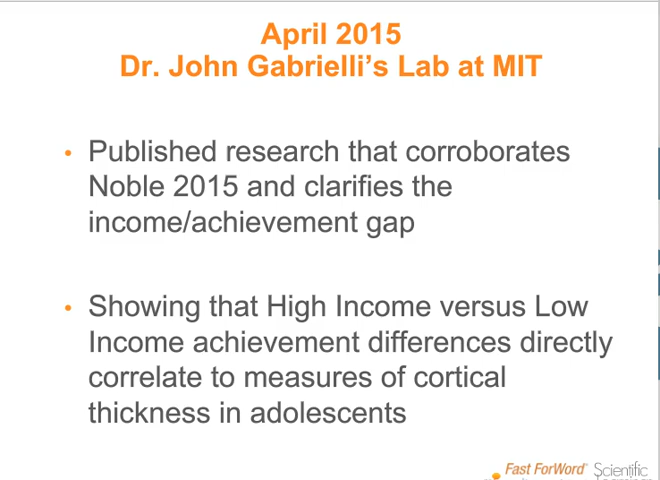 April 2015
Dr. John Gabrielli’s Lab at MIT
• Published research that corroborates
Noble 2015 and clarifies the
income/achievement gap
• Showing that High Income versus Low
Income achievement differences directly
correlate to measures of cortical
thickness in adolescents
Fast ForWord Scientific